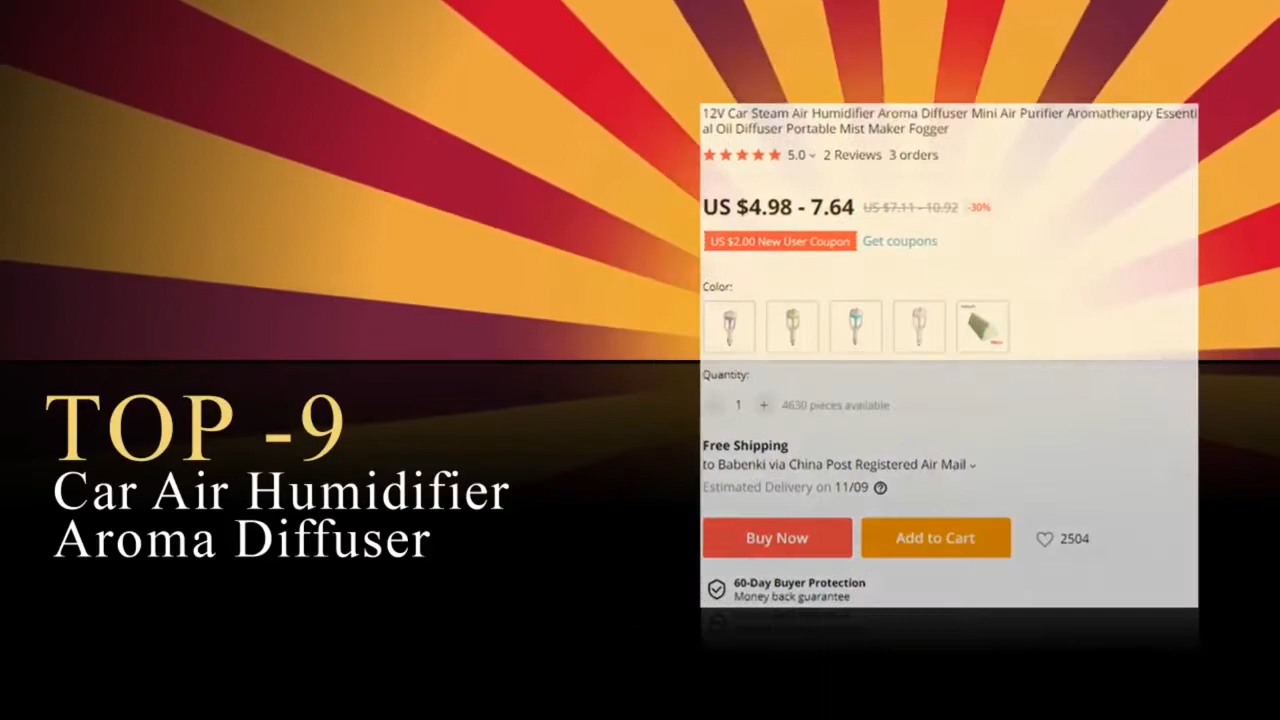 12V Car Steam Air Humidifier Aroma Diffuser Mini Air Purifier Aromatherapy Essenti
al Oil Diffuser Portable Mist Maker Fogger
5.0 2 Reviews 3 orders
US $4.98 - 7.64 US $7.11 - 10.92 -30%
US $2.00 New User Coupon Get coupons
Color:
Quantity:
1 + 4630 pieces available
Free Shipping
to Babenki via China Post Registered Air Mail
Estimated Delivery on 11/09 ?
Buy Now Add to Cart 2504
60-Day Buyer Protection
Money back guarantee
TOP -9
Car Air Humidifier
Aroma Diffuser